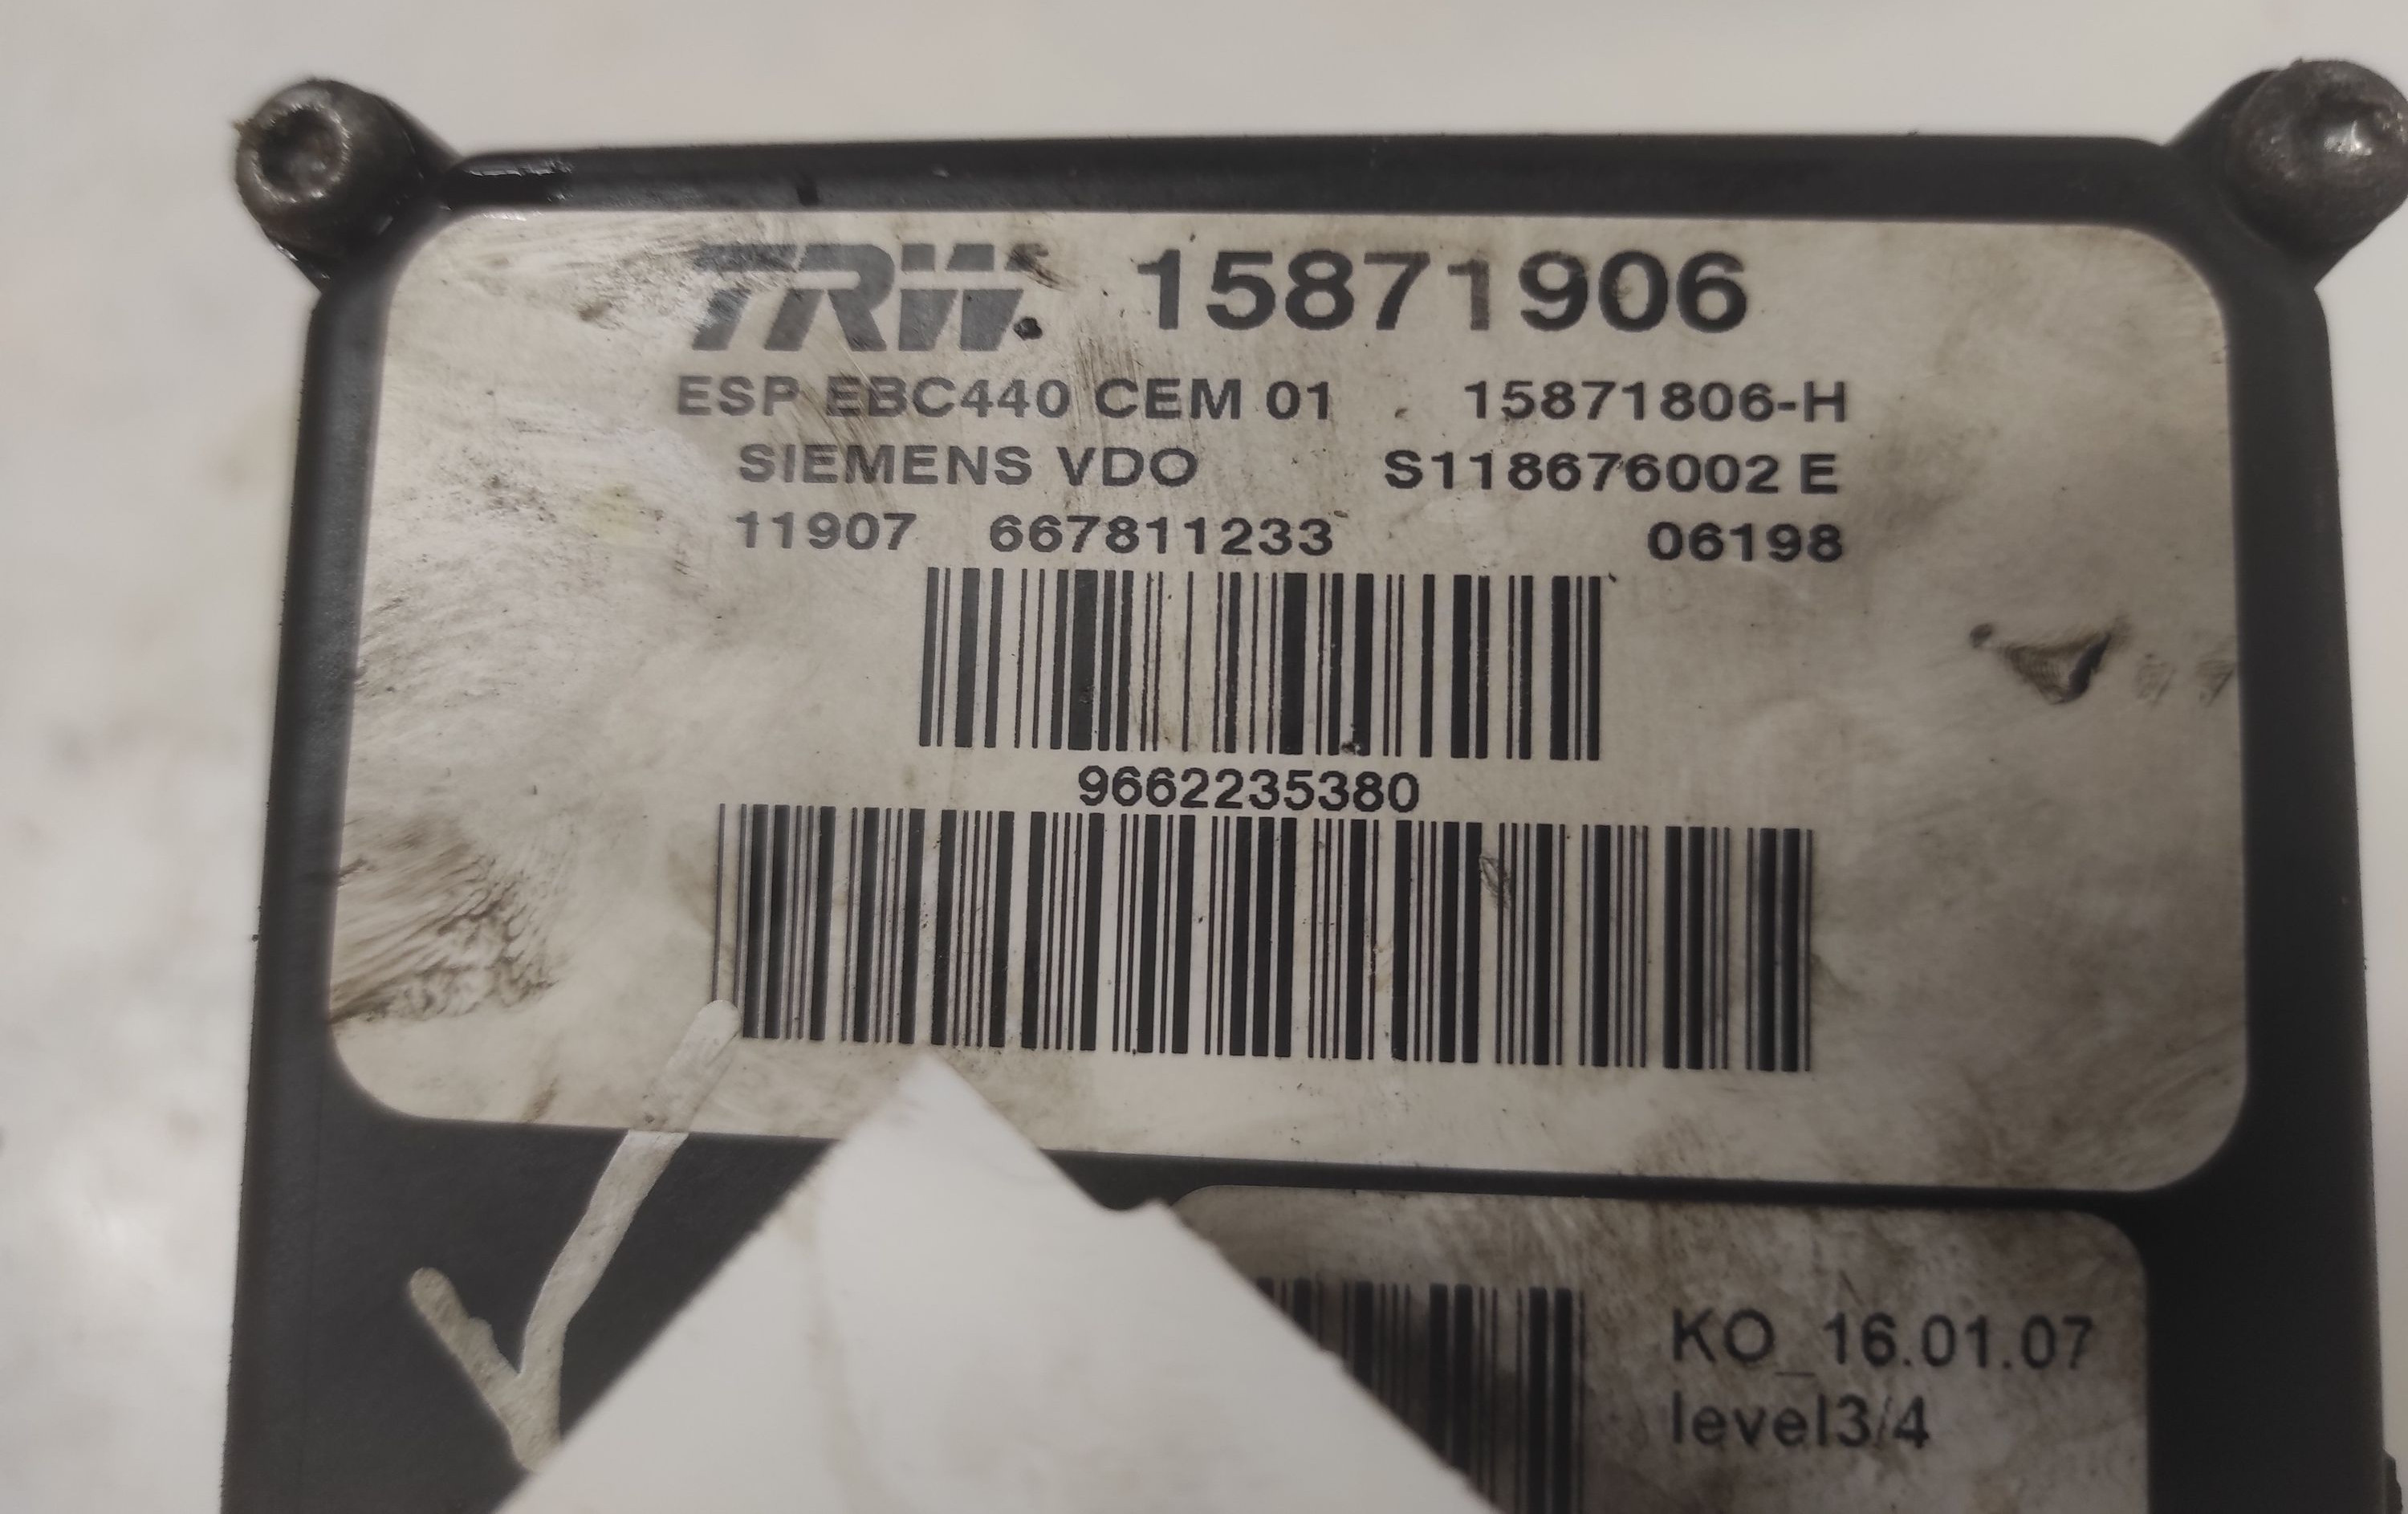 TRW. 15871906
ESP EBC440 CEM 01 15871806-H
SIEMENS VDO S118676002 E
11907 667811233 06198
9662235380
KO_16.01.07
level3/4